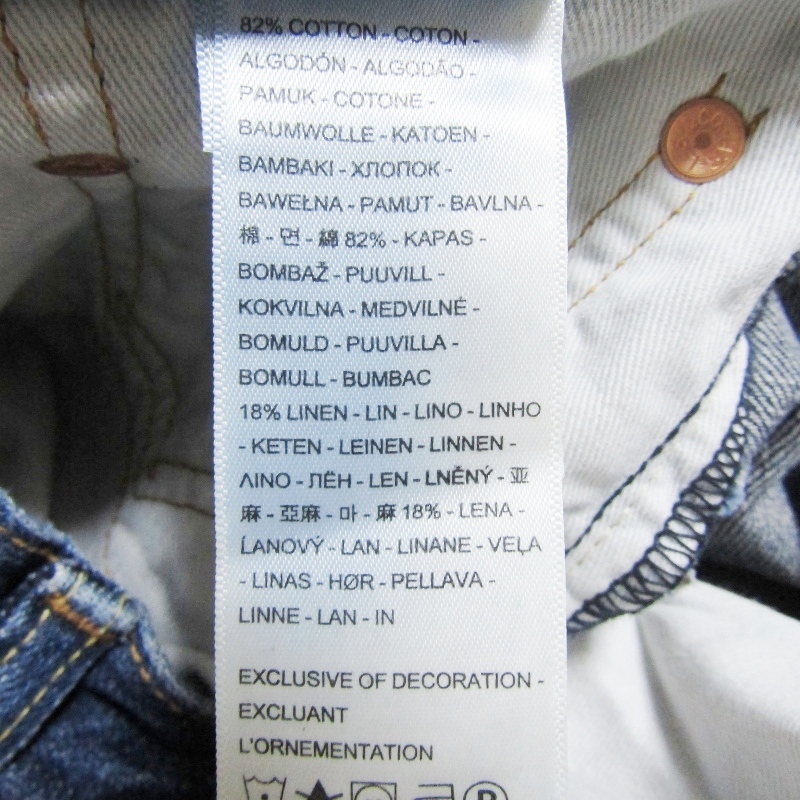 82% COTTON - COTON -
ALGODÓN - ALGODÃO -
PAMUK - COTONE -
BAUMWOLLE - KATOEN -
BAMBAKI - ХЛОПОК -
BAWEŁNA - PAMUT - BAVLNA -
棉 - 면 - 綿 82% - KAPAS -
BOMBAŽ - PUUVILL -
KOKVILNA - MEDVILNÉ -
BOMULD - PUUVILLA -
BOMULL - BUMBAC
18% LINEN - LIN - LINO - LINHO
- KETEN - LEINEN - LINNEN -
ΛΙΝΟ - ЛЁН - LEN - LNĚNÝ - 亚
麻 - 亞麻 - 마 - 麻 18% - LENA -
ĹANOVÝ - LAN - LINANE - VEĻA
- LINAS - HØR - PELLAVA -
LINNE - LAN - IN
EXCLUSIVE OF DECORATION -
EXCLUANT
L'ORNEMENTATION
P